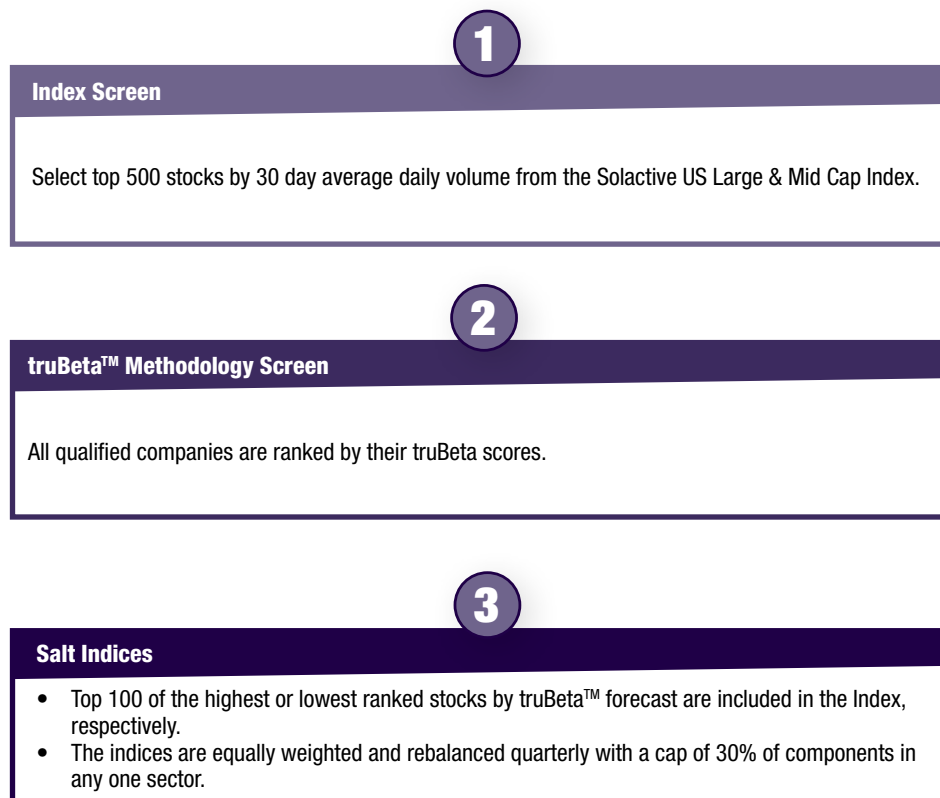 1
Index Screen
Select top 500 stocks by 30 day average daily volume from the Solactive US Large & Mid Cap Index.
2
truBeta™ Methodology Screen
All qualified companies are ranked by their truBeta scores.
3
Salt Indices
• Top 100 of the highest or lowest ranked stocks by truBeta™ forecast are included in the Index,
respectively.
• The indices are equally weighted and rebalanced quarterly with a cap of 30% of components in
any one sector.